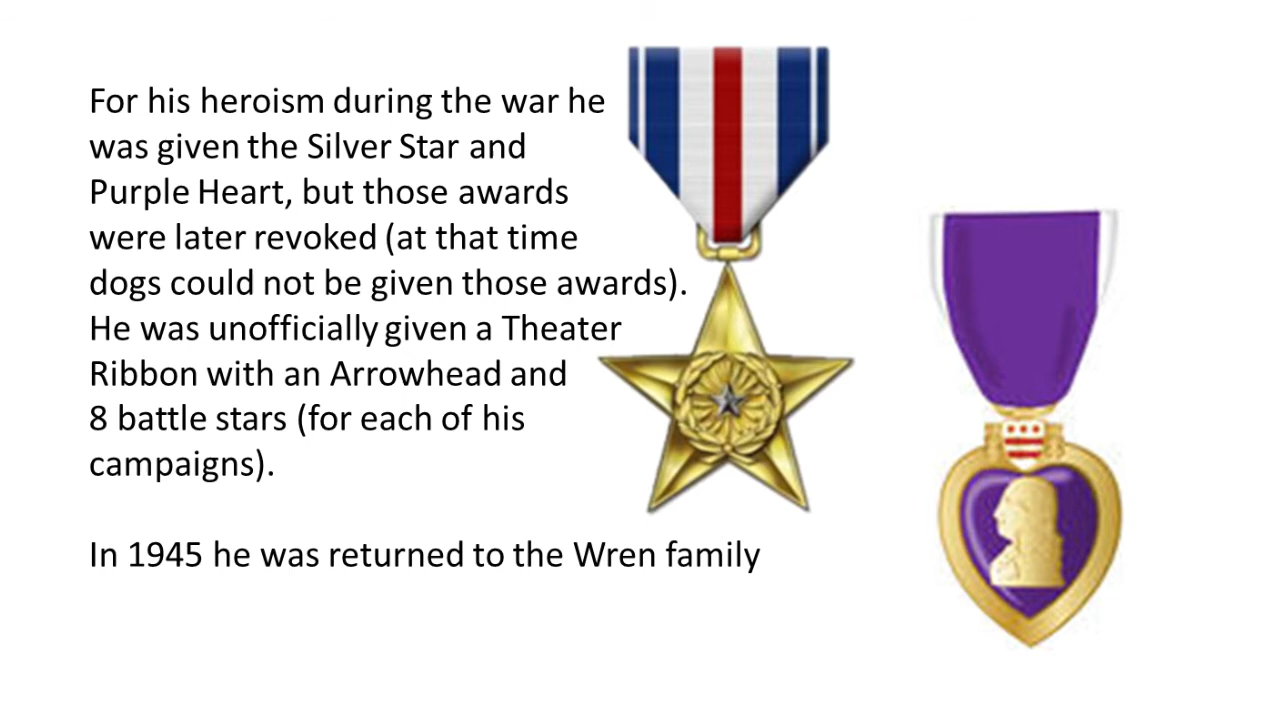 For his heroism during the war he
was given the Silver Star and
Purple Heart, but those awards
were later revoked (at that time
dogs could not be given those awards).
He was unofficially given a Theater
Ribbon with an Arrowhead and
8 battle stars (for each of his
campaigns).
In 1945 he was returned to the Wren family